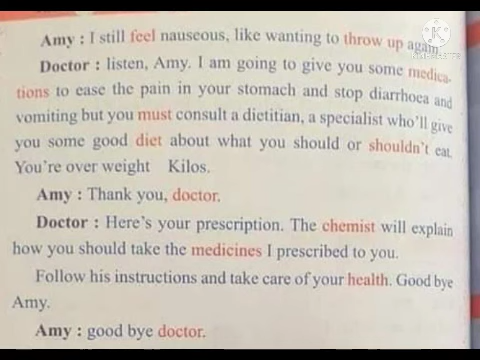 Amy : I still feel nauseous, like wanting to throw up again.
Doctor : listen, Amy. I am going to give you some medica-
tions to ease the pain in your stomach and stop diarrhoea and
vomiting but you must consult a dietitian, a specialist who'll give
you some good diet about what you should or shouldn't eat.
You're over weight Kilos.
Amy : Thank you, doctor.
Doctor : Here's your prescription. The chemist will explain
how you should take the medicines I prescribed to you.
Follow his instructions and take care of your health. Good bye
Amy.
Amy : good bye doctor.